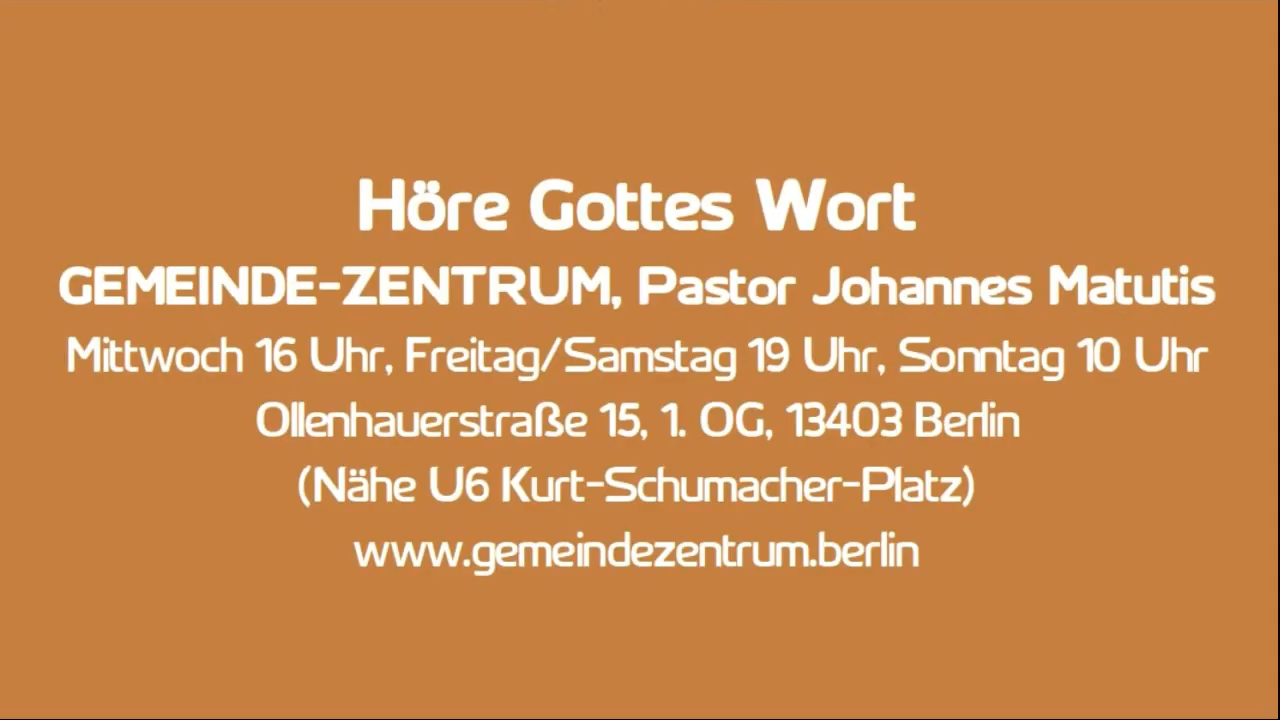 Höre Gottes Wort
GEMEINDE-ZENTRUM, Pastor Johannes Matutis
Mittwoch 16 Uhr, Freitag/Samstag 19 Uhr, Sonntag 10 Uhr
Ollenhauerstraße 15, 1. OG, 13403 Berlin
(Nähe U6 Kurt-Schumacher-Platz)
www.gemeindezentrum.berlin